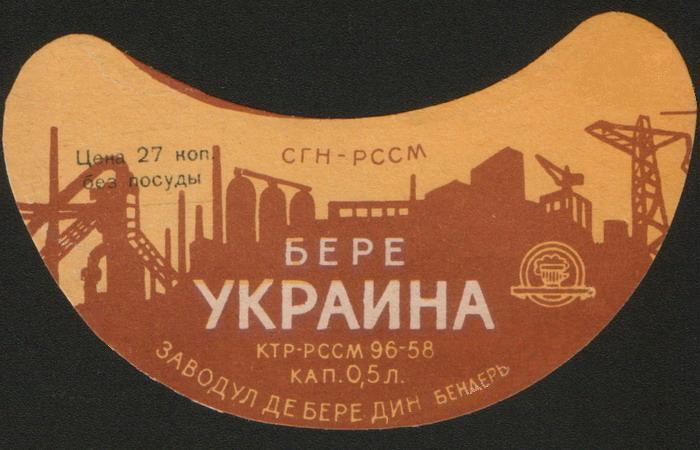 Цена 27 коп.
без посуды
СГН-РССМ
БЕРЕ
УКРАИНА
КТР-РССМ 96-58
КАП. 0,5 Л.
ЗАВОДУЛ ДЕ БЕРЕ ДИН БЕНДЕРЬ